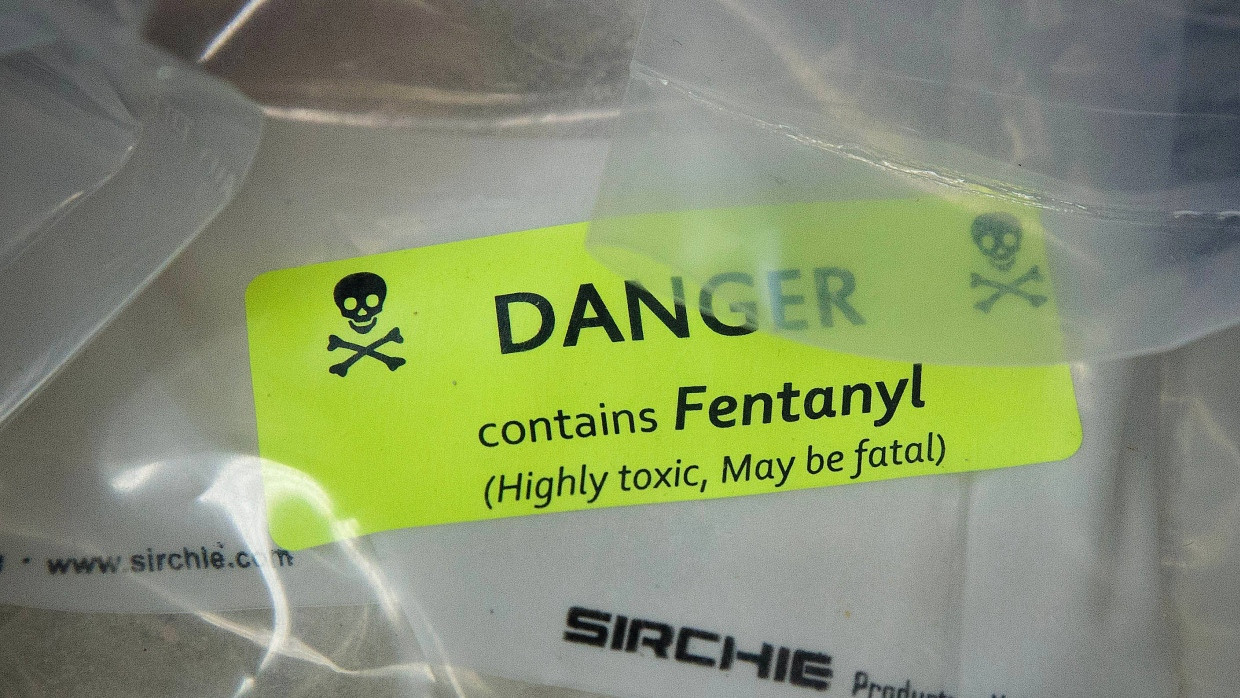 DANGER
contains Fentanyl
(Highly toxic, May be fatal)
· www.sirchie.com
SIRCHIE